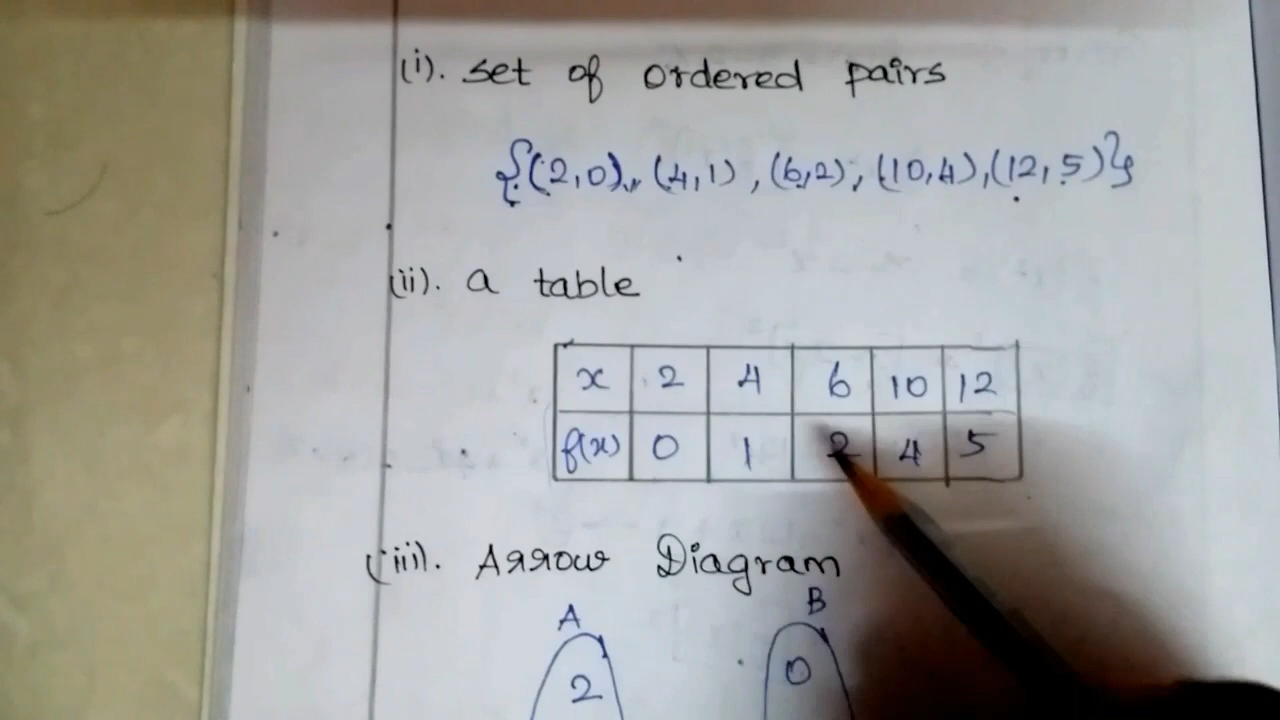 (i). set of ordered pairs
{(2,0), (4,1), (6,2), (10,4), (12,5)}
(ii). a table
x 2 4 6 10 12
f(x) 0 1 2 4 5
(iii). Arrow Diagram
A B
2 0